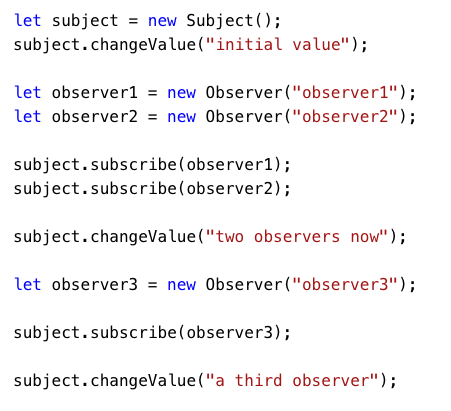 let subject = new Subject();
subject.changeValue("initial value");
let observer1 = new Observer("observer1");
let observer2 = new Observer("observer2");
subject.subscribe(observer1);
subject.subscribe(observer2);
subject.changeValue("two observers now");
let observer3 = new Observer("observer3");
subject.subscribe(observer3);
subject.changeValue("a third observer");